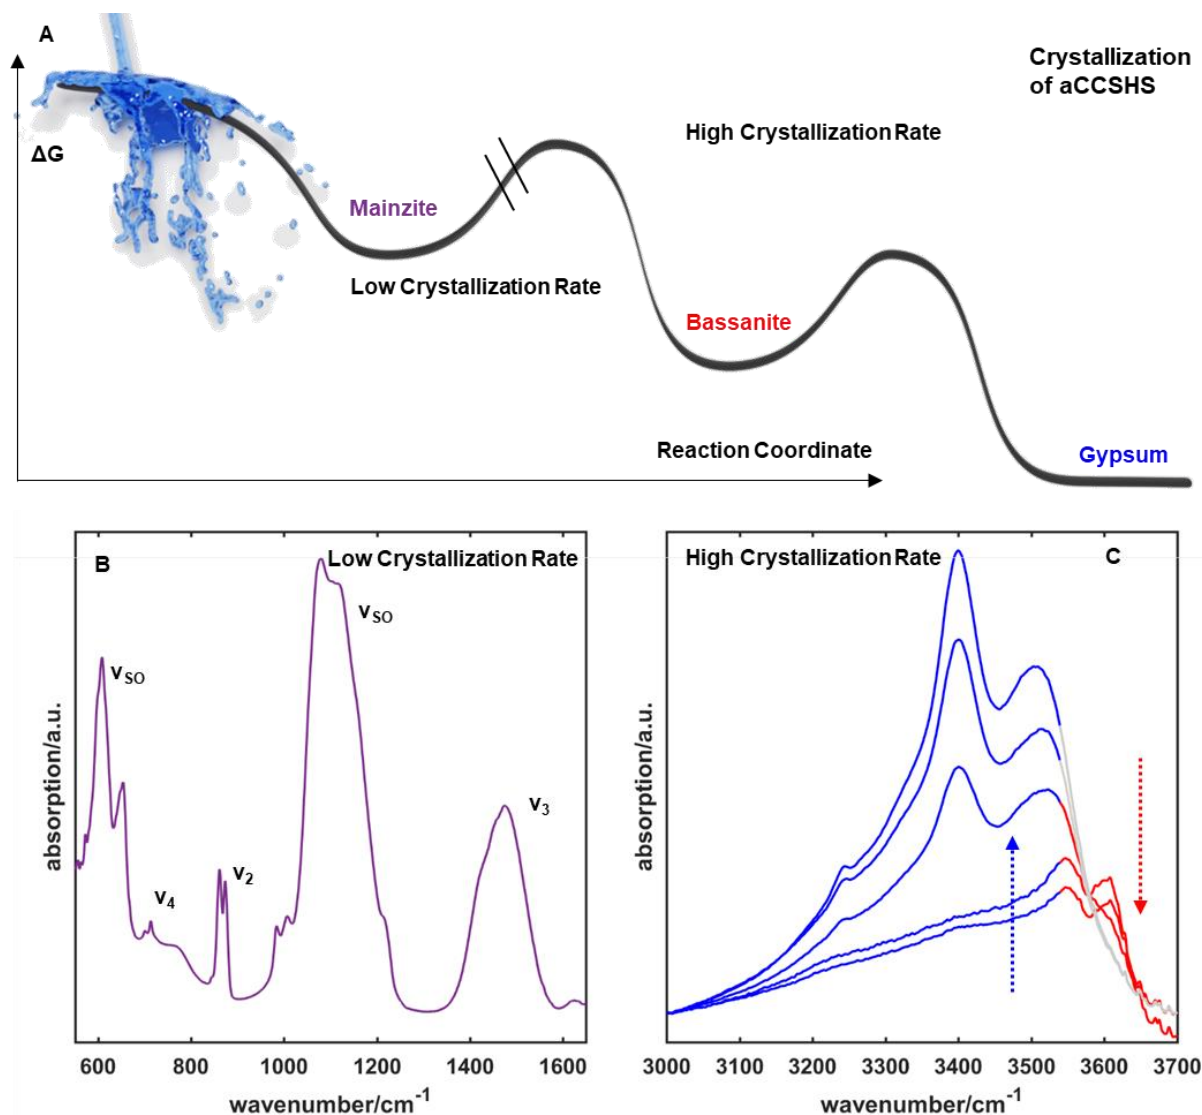 A
Crystallization
of aCCSHS
ΔG
High Crystallization Rate
Mainzite
Low Crystallization Rate
Bassanite
Reaction Coordinate
Gypsum
B
Low Crystallization Rate
νSO
νSO
ν4
ν2
ν3
absorption/a.u.
600 800 1000 1200 1400 1600
wavenumber/cm-1
High Crystallization Rate
C
absorption/a.u.
3000 3100 3200 3300 3400 3500 3600 3700
wavenumber/cm-1